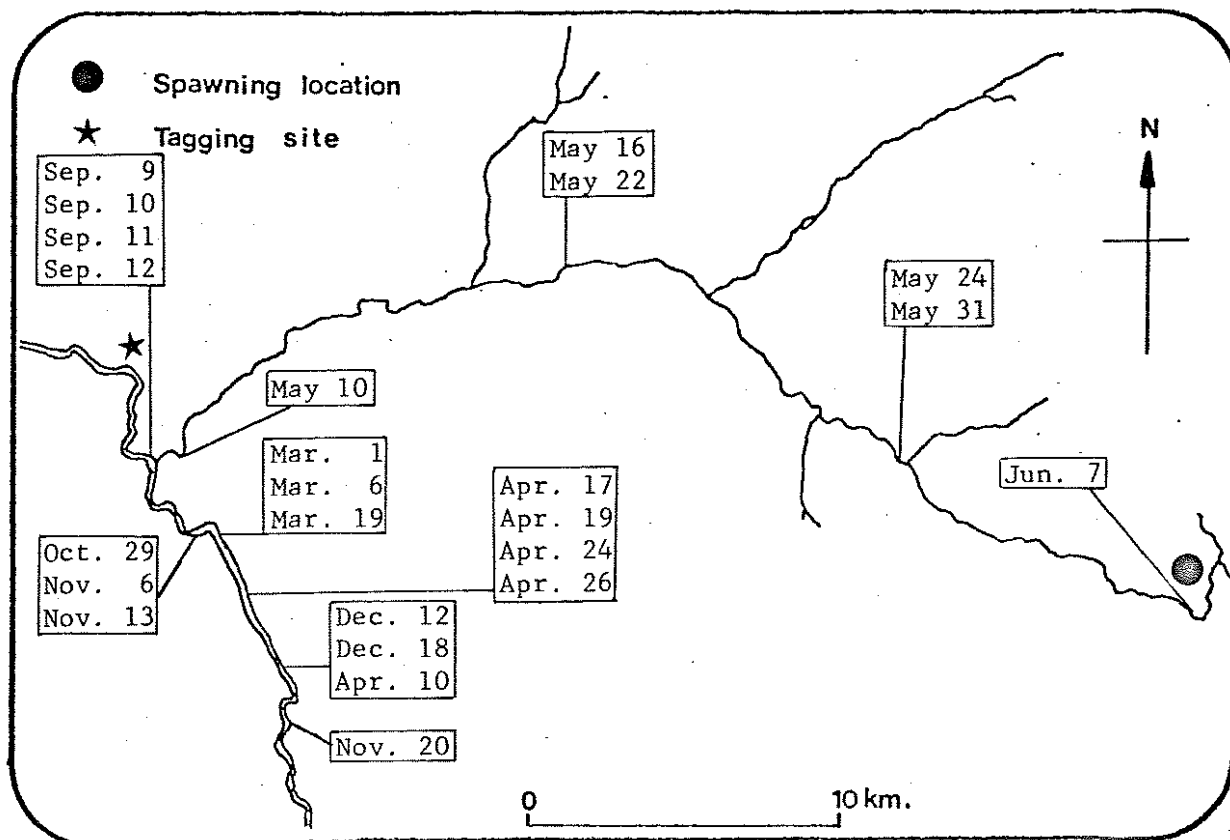 Spawning location
Tagging site
Sep. 9
Sep. 10
Sep. 11
Sep. 12
May 16
May 22
N
May 24
May 31
May 10
Mar. 1
Mar. 6
Mar. 19
Apr. 17
Apr. 19
Apr. 24
Apr. 26
Jun. 7
Oct. 29
Nov. 6
Nov. 13
Dec. 12
Dec. 18
Apr. 10
Nov. 20
0 10 km.